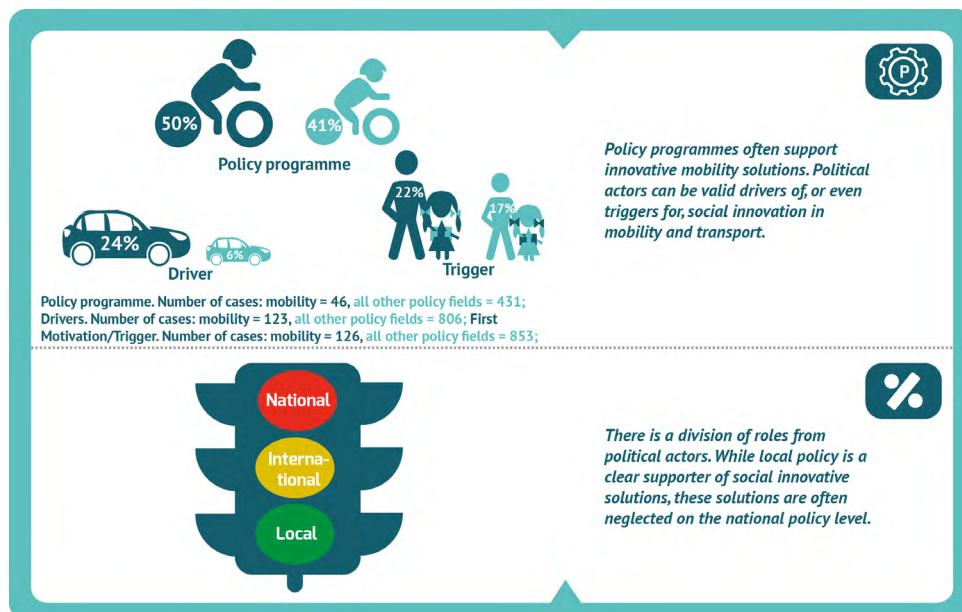 50%
41%
Policy programme
P
22%
17%
24%
6%
Driver
Trigger
Policy programmes often support
innovative mobility solutions. Political
actors can be valid drivers of, or even
triggers for, social innovation in
mobility and transport.
Policy programme. Number of cases: mobility = 46, all other policy fields = 431;
Drivers. Number of cases: mobility = 123, all other policy fields = 806; First
Motivation/Trigger. Number of cases: mobility = 126, all other policy fields = 853;
National
Interna-
tional
Local
%
There is a division of roles from
political actors. While local policy is a
clear supporter of social innovative
solutions, these solutions are often
neglected on the national policy level.